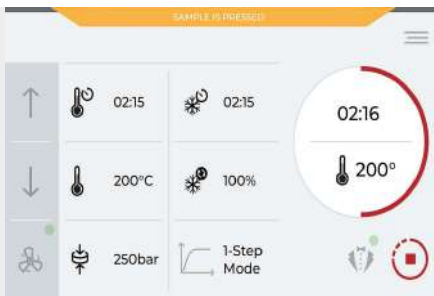 SAMPLE IS PRESSED
02:15
02:15
02:16
200°C
100%
200°
250bar
1-Step
Mode